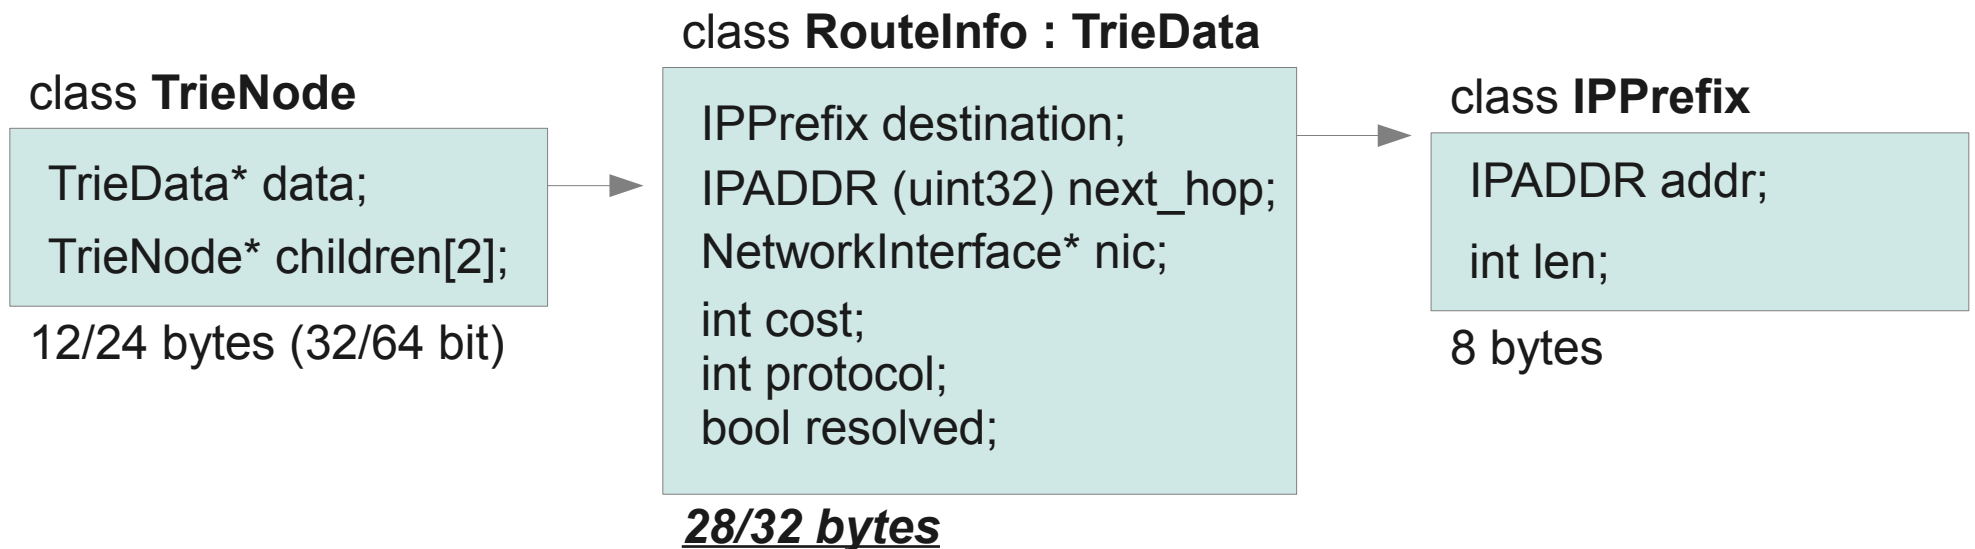 class TrieNode
TrieData* data;
TrieNode* children[2];
12/24 bytes (32/64 bit)
class RouteInfo : TrieData
IPPrefix destination;
IPADDR (uint32) next_hop;
NetworkInterface* nic;
int cost;
int protocol;
bool resolved;
28/32 bytes
class IPPrefix
IPADDR addr;
int len;
8 bytes